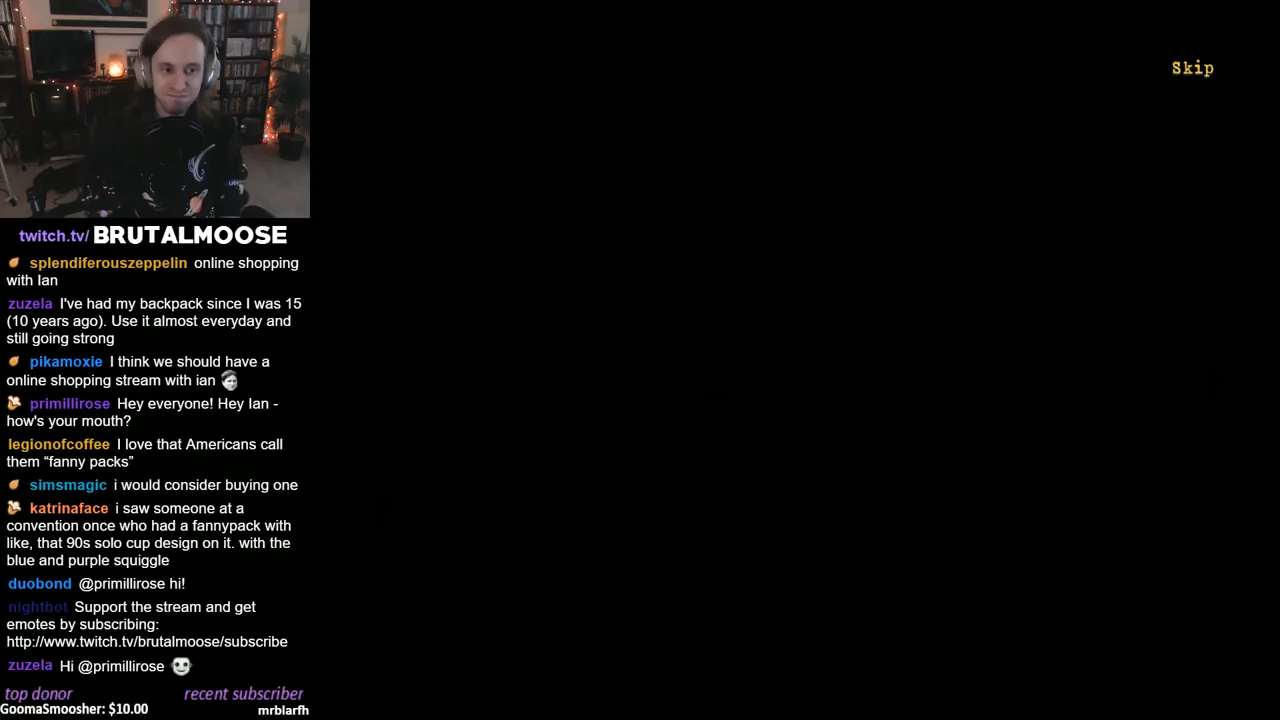 Skip
twitch.tv/ BRUTALMOOSE
splendiferouszeppelin online shopping
with Ian
zuzela I've had my backpack since I was 15
(10 years ago). Use it almost everyday and
still going strong
pikamoxie I think we should have a
online shopping stream with ian
primillirose Hey everyone! Hey Ian -
how's your mouth?
legionofcoffee I love that Americans call
them “fanny packs”
simsmagic i would consider buying one
katrinaface i saw someone at a
convention once who had a fannypack with
like, that 90s solo cup design on it. with the
blue and purple squiggle
duobond @primillirose hi!
nightbot Support the stream and get
emotes by subscribing:
http://www.twitch.tv/brutalmoose/subscribe
zuzela Hi @primillirose
top donor recent subscriber
GoomaSmoosher: $10.00 mrblarfh